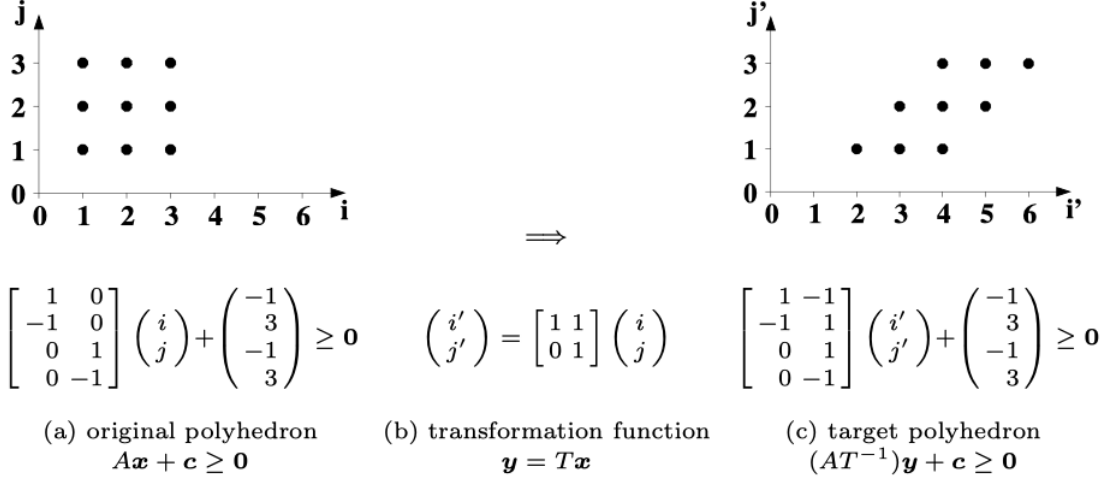 j
3
2
1
0
0 1 2 3 4 5 6 i
j'
3
2
1
0
0 1 2 3 4 5 6 i'
⟹
[ 1 0 ; −1 0 ; 0 1 ; 0 −1 ] ( i ; j ) + ( −1 ; 3 ; −1 ; 3 ) ≥ 0
( i′ ; j′ ) = [ 1 1 ; 0 1 ] ( i ; j )
[ 1 −1 ; −1 1 ; 0 1 ; 0 −1 ] ( i′ ; j′ ) + ( −1 ; 3 ; −1 ; 3 ) ≥ 0
(a) original polyhedron
Ax + c ≥ 0
(b) transformation function
y = Tx
(c) target polyhedron
(AT⁻¹)y + c ≥ 0